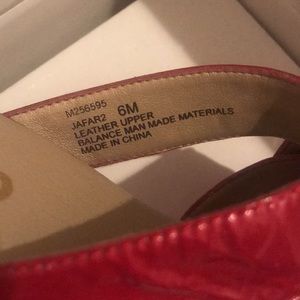 M256595
JAFAR2 6M
LEATHER UPPER
BALANCE MAN MADE MATERIALS
MADE IN CHINA